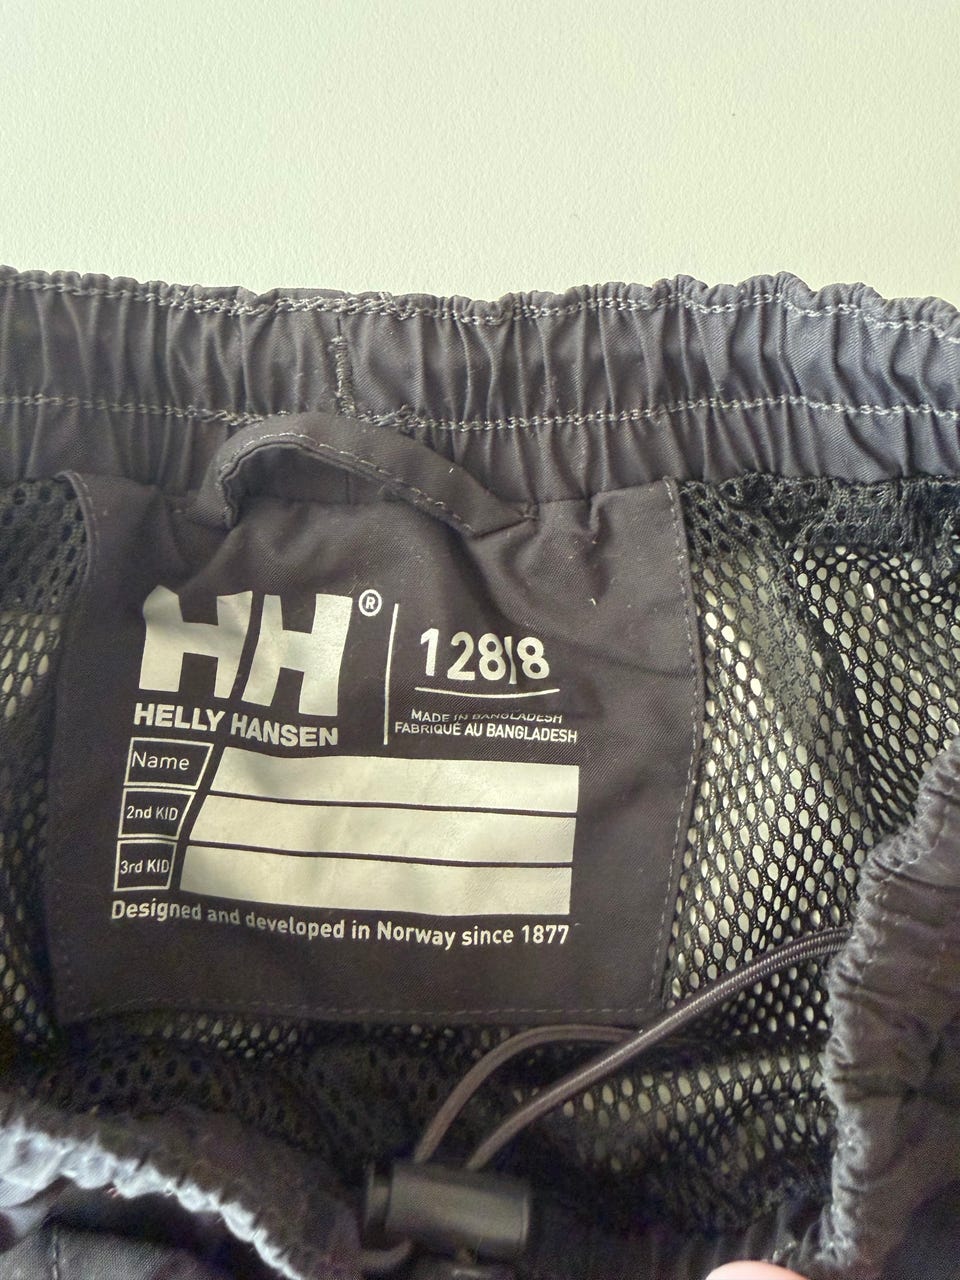 HH®
128|8
HELLY HANSEN
MADE IN BANGLADESH
FABRIQUÉ AU BANGLADESH
Name
2nd KID
3rd KID
Designed and developed in Norway since 1877